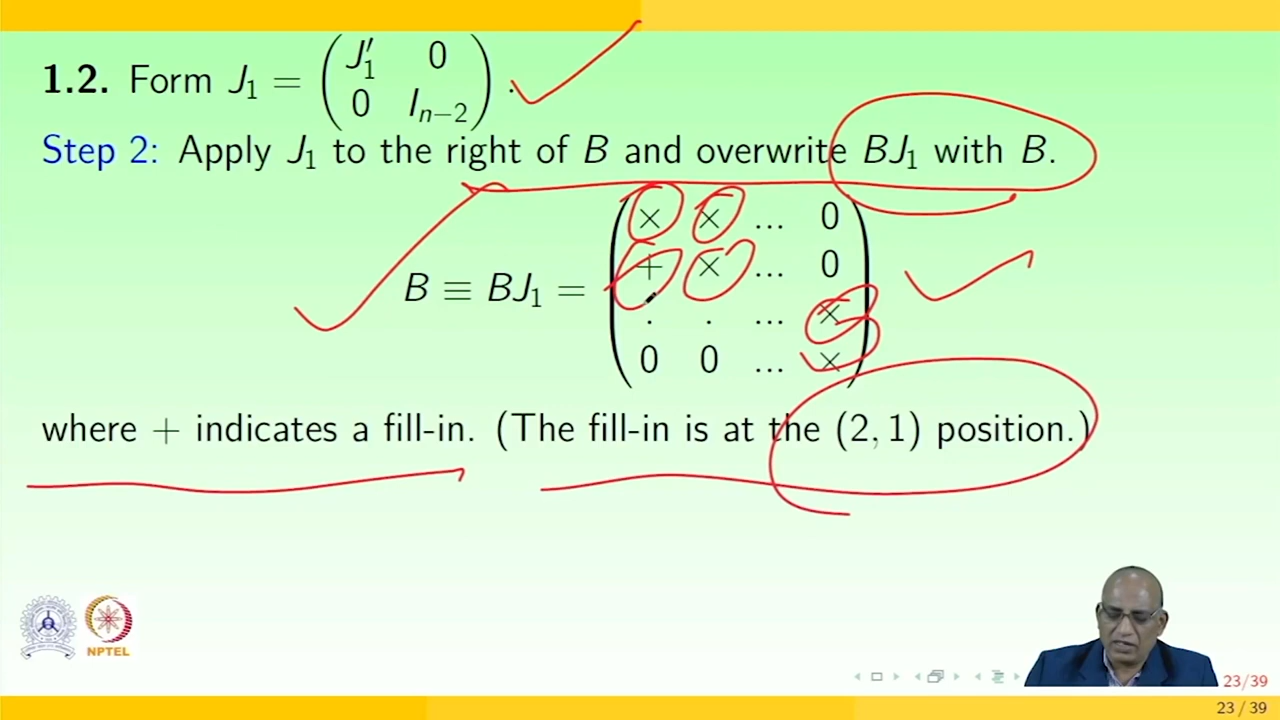 1.2. Form J₁ = ( J₁′ 0
0 Iₙ₋₂ ) .
Step 2: Apply J₁ to the right of B and overwrite BJ₁ with B.
× × ... 0
+ × ... 0
B ≡ BJ₁ =
. . ... ×
0 0 ... ×
where + indicates a fill-in. (The fill-in is at the (2, 1) position.)
NPTEL
23/39
23 / 39